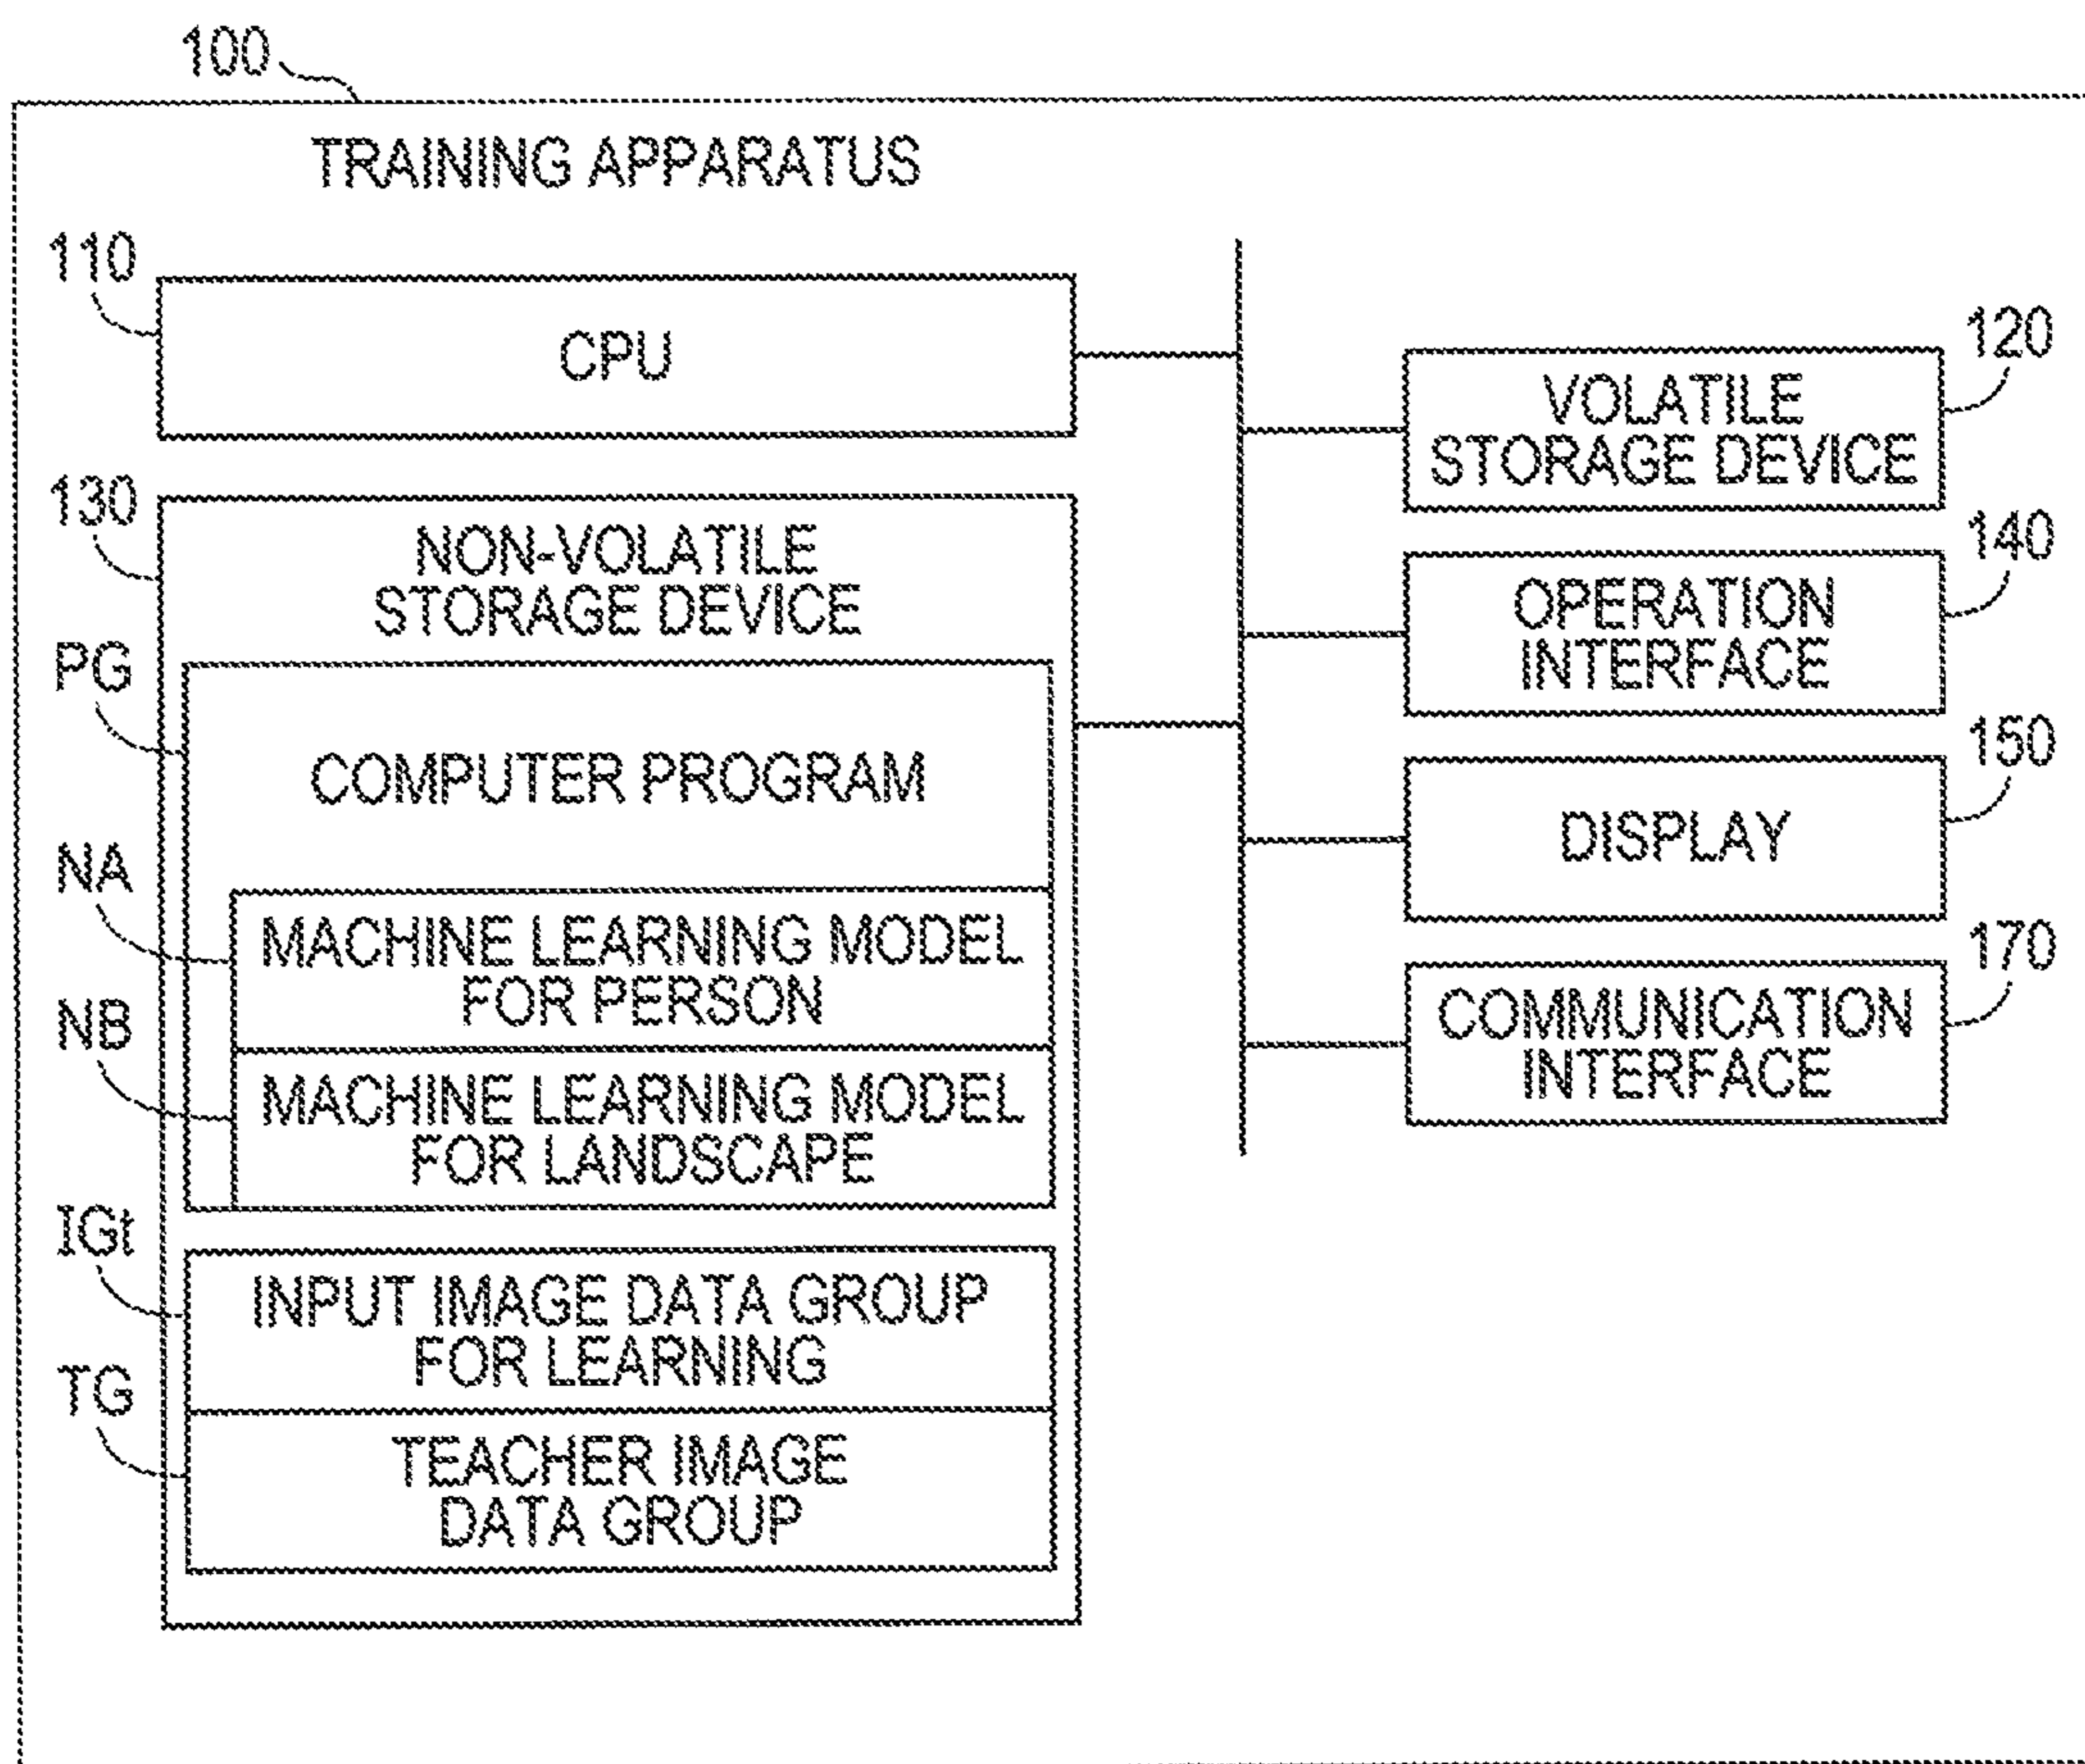 100
TRAINING APPARATUS
110
CPU
130
NON-VOLATILE
STORAGE DEVICE
PG
COMPUTER PROGRAM
NA
MACHINE LEARNING MODEL
FOR PERSON
NB
MACHINE LEARNING MODEL
FOR LANDSCAPE
IGt
INPUT IMAGE DATA GROUP
FOR LEARNING
TG
TEACHER IMAGE
DATA GROUP
120
VOLATILE
STORAGE DEVICE
140
OPERATION
INTERFACE
150
DISPLAY
170
COMMUNICATION
INTERFACE